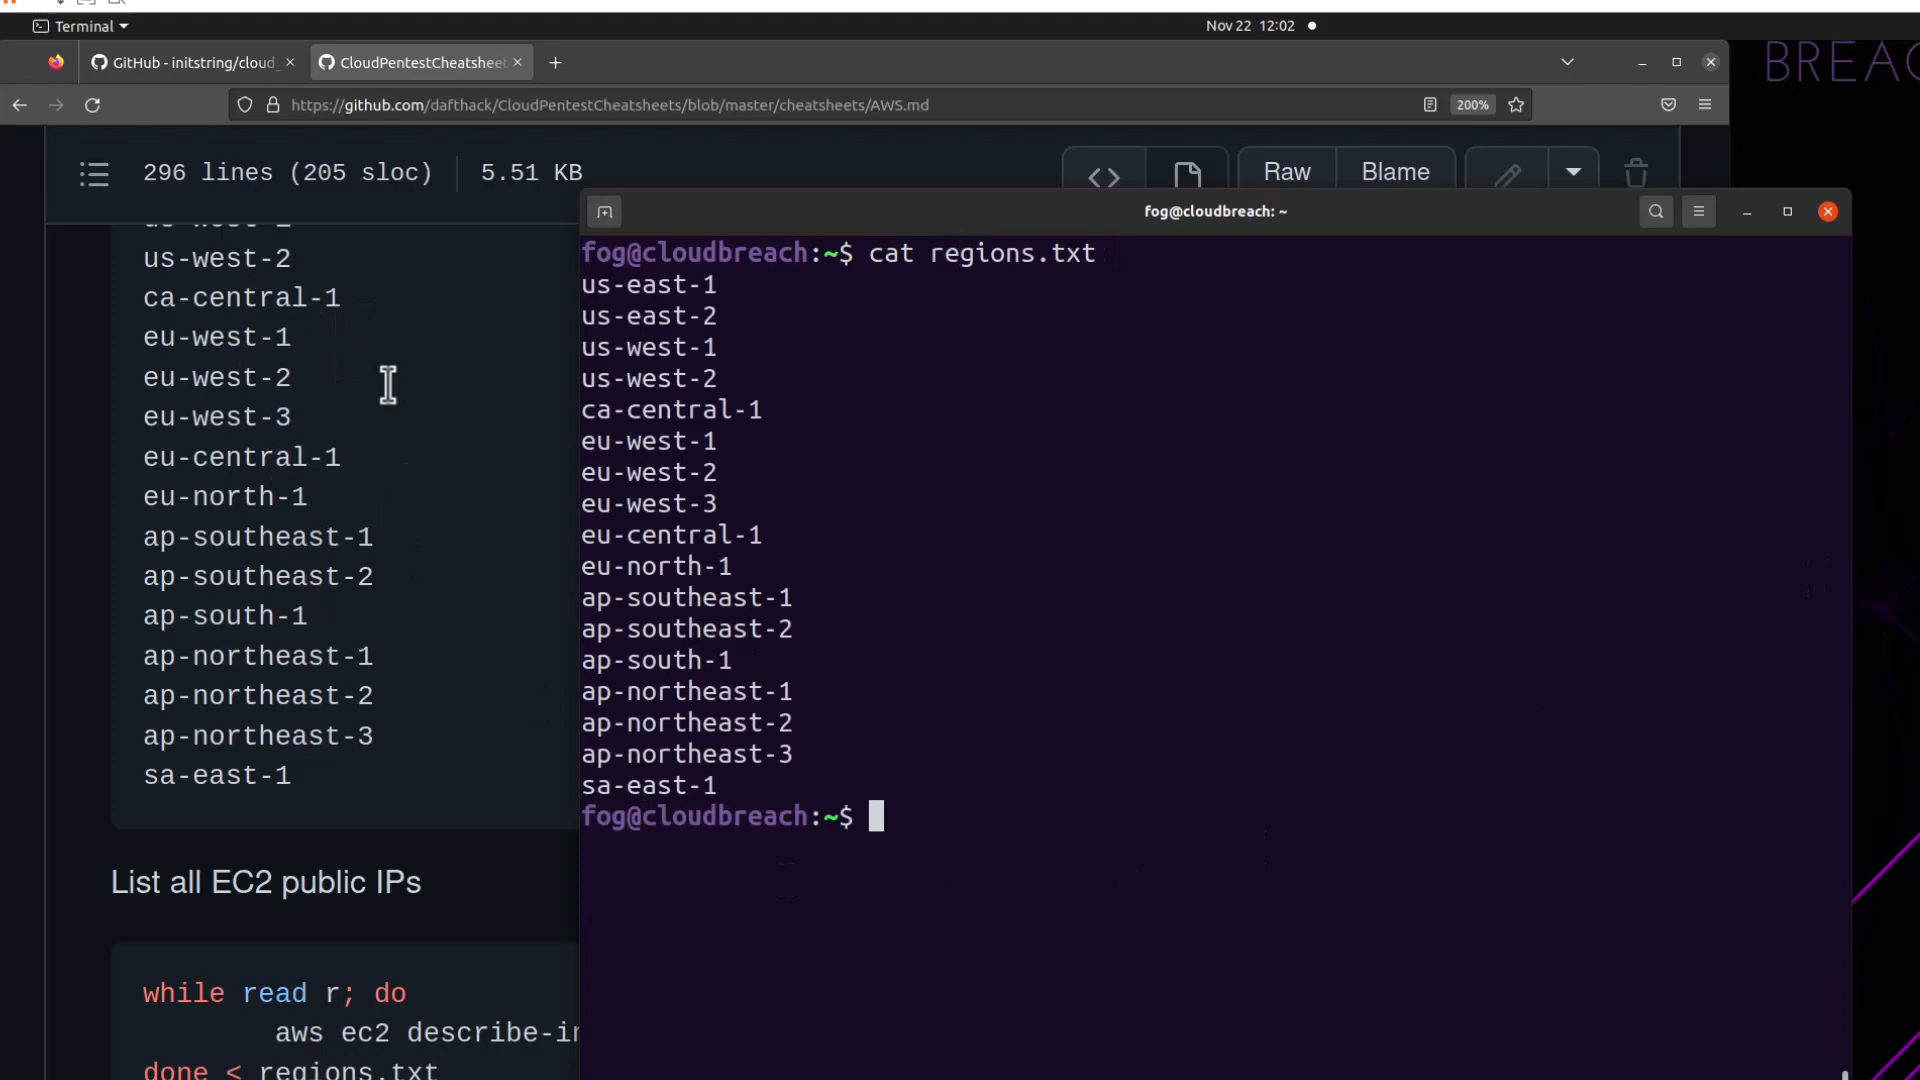 Terminal
Nov 22 12:02
BREAC
GitHub - initstring/cloud_
CloudPentestCheatsheet
https://github.com/dafthack/CloudPentestCheatsheets/blob/master/cheatsheets/AWS.md
200%
296 lines (205 sloc)
5.51 KB
Raw
Blame
us-west-2
ca-central-1
eu-west-1
eu-west-2
eu-west-3
eu-central-1
eu-north-1
ap-southeast-1
ap-southeast-2
ap-south-1
ap-northeast-1
ap-northeast-2
ap-northeast-3
sa-east-1
List all EC2 public IPs
while read r; do
aws ec2 describe-in
done < regions.txt
fog@cloudbreach: ~
fog@cloudbreach:~$ cat regions.txt
us-east-1
us-east-2
us-west-1
us-west-2
ca-central-1
eu-west-1
eu-west-2
eu-west-3
eu-central-1
eu-north-1
ap-southeast-1
ap-southeast-2
ap-south-1
ap-northeast-1
ap-northeast-2
ap-northeast-3
sa-east-1
fog@cloudbreach:~$